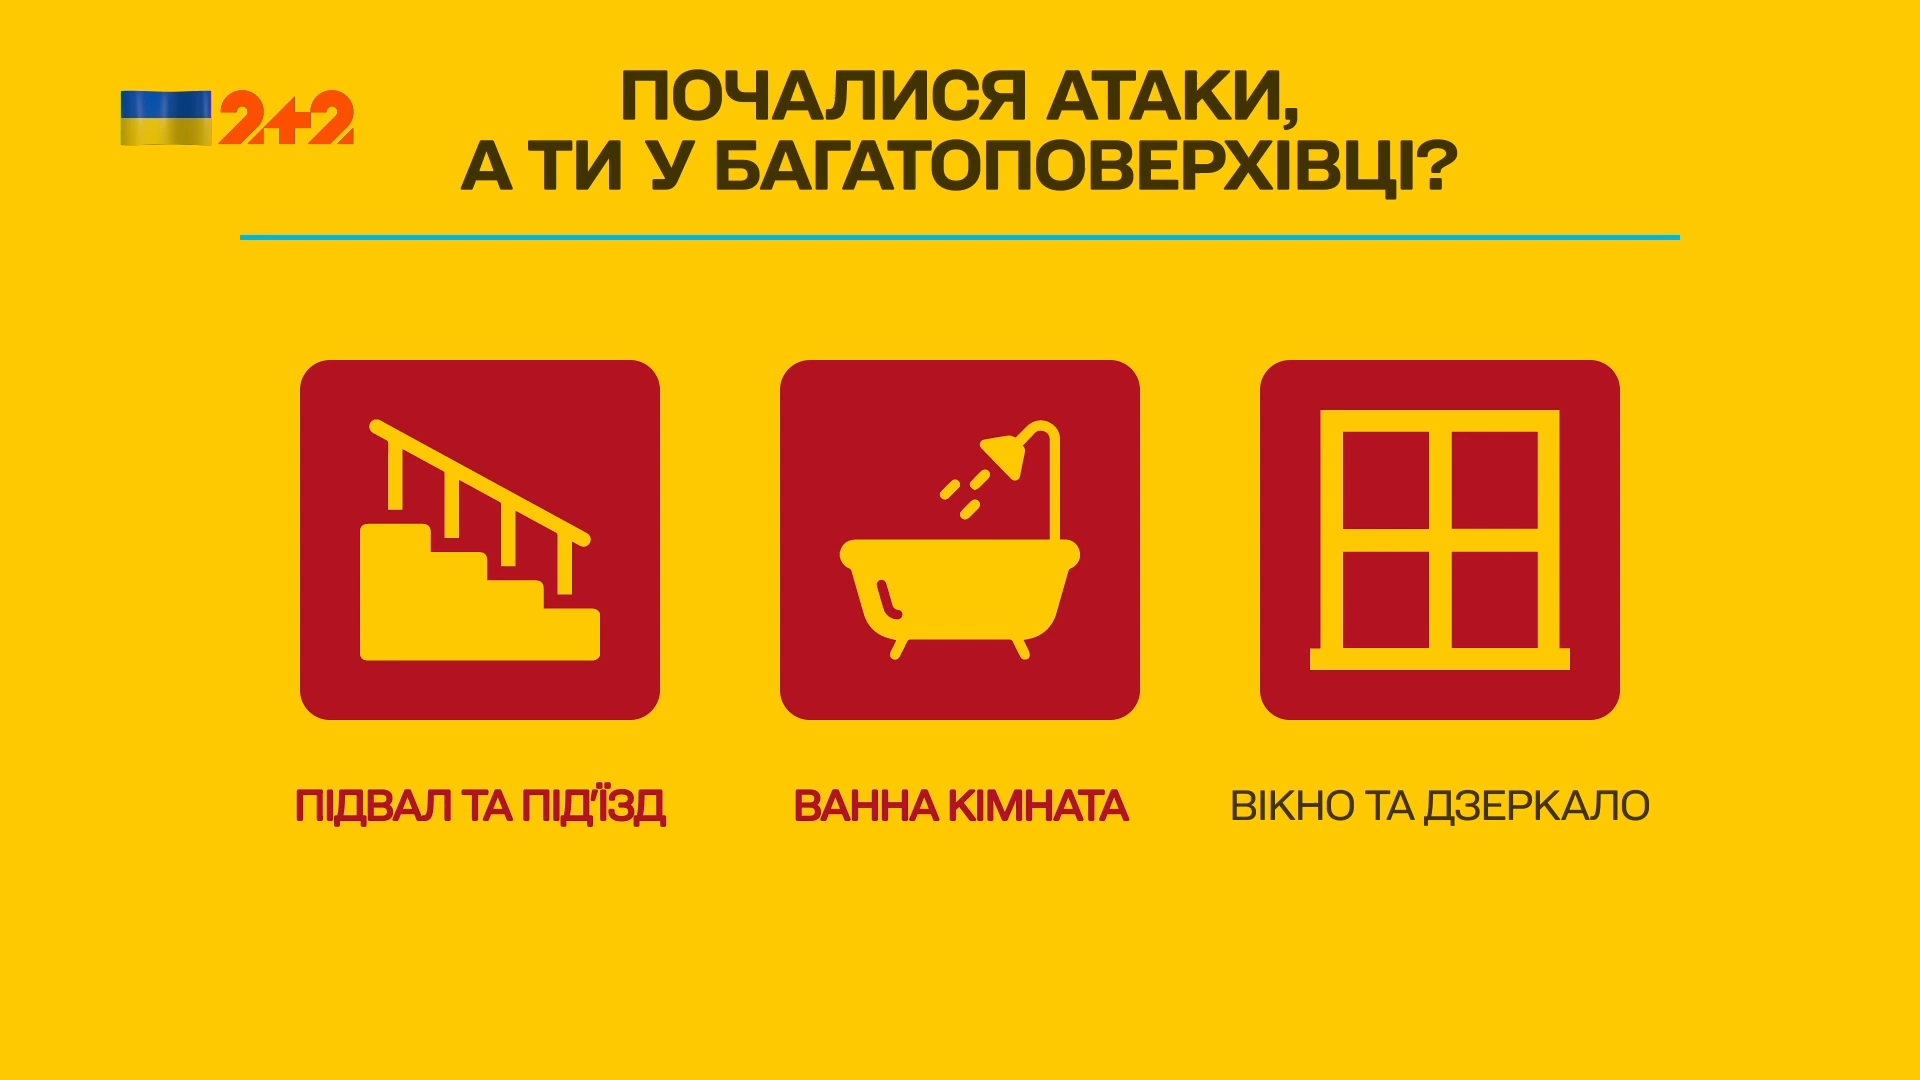 2+2
ПОЧАЛИСЯ АТАКИ,
А ТИ У БАГАТОПОВЕРХІВЦІ?
ПІДВАЛ ТА ПІД'ЇЗД
ВАННА КІМНАТА
ВІКНО ТА ДЗЕРКАЛО